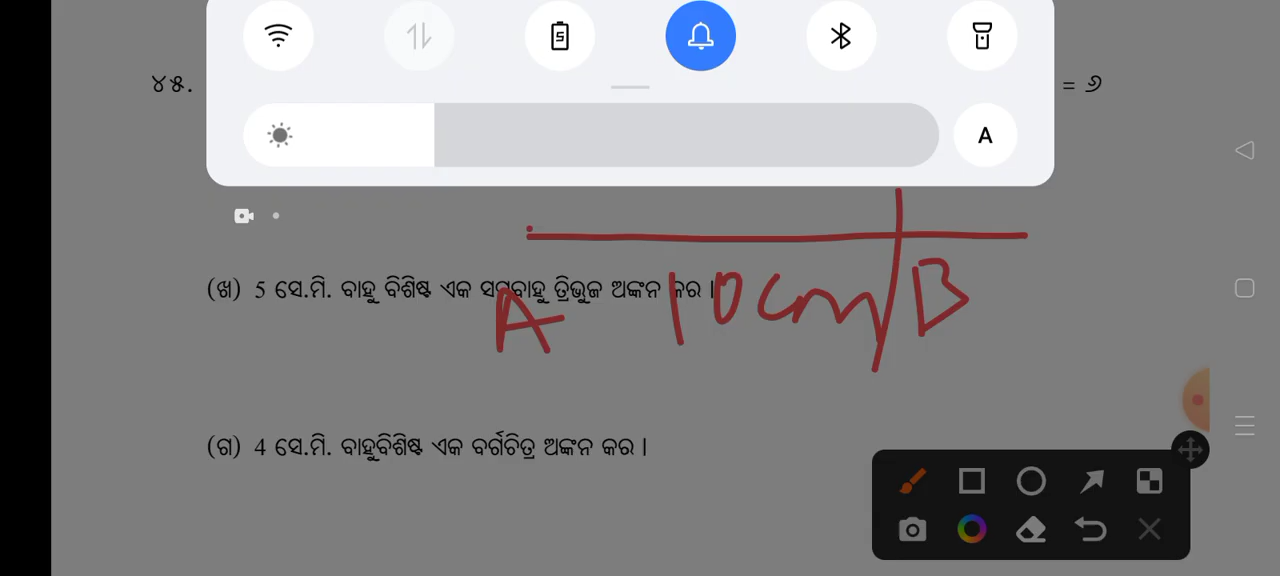 ୪୫. = ୬
A
(ଖ) 5 ସେ.ମି. ବାହୁ ବିଶିଷ୍ଟ ଏକ ସମବାହୁ ତ୍ରିଭୁଜ ଅଙ୍କନ କର ।
A 10cm B
(ଗ) 4 ସେ.ମି. ବାହୁବିଶିଷ୍ଟ ଏକ ବର୍ଗଚିତ୍ର ଅଙ୍କନ କର ।